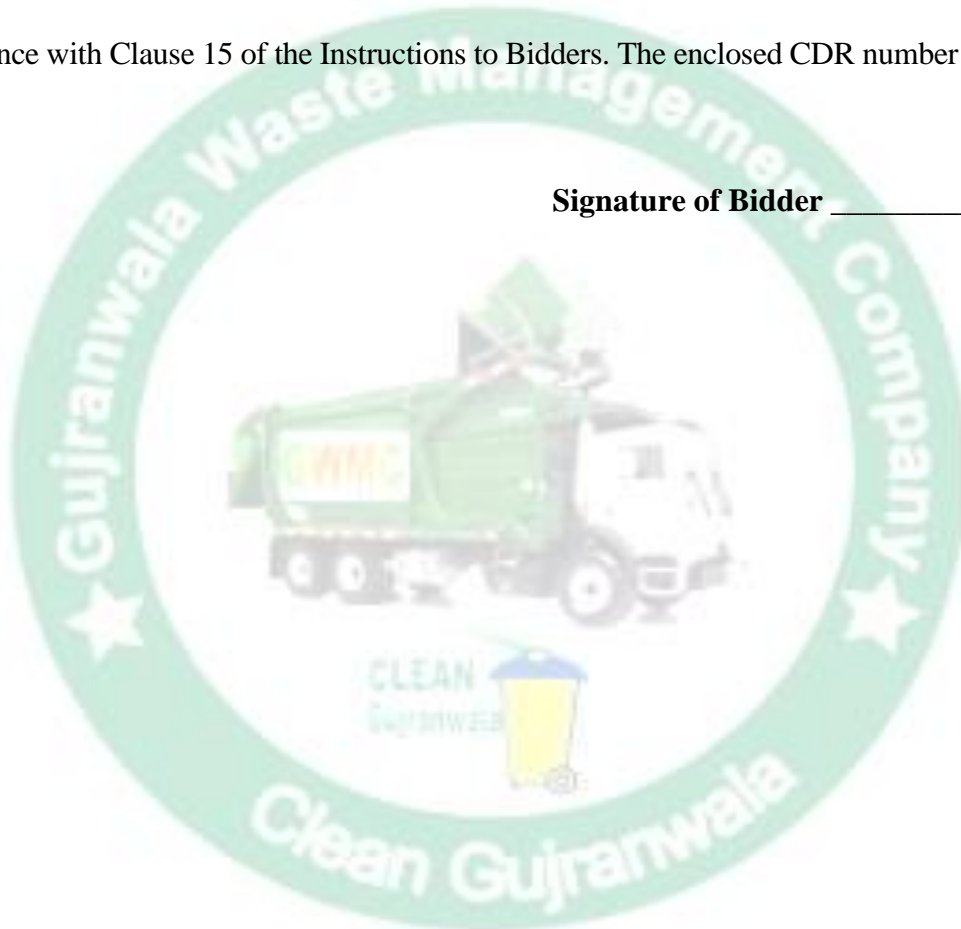 nce with Clause 15 of the Instructions to Bidders. The enclosed CDR number
Gujranwala Waste Management Company
Signature of Bidder _________
GWMC
CLEAN
Gujranwala
Clean Gujranwala